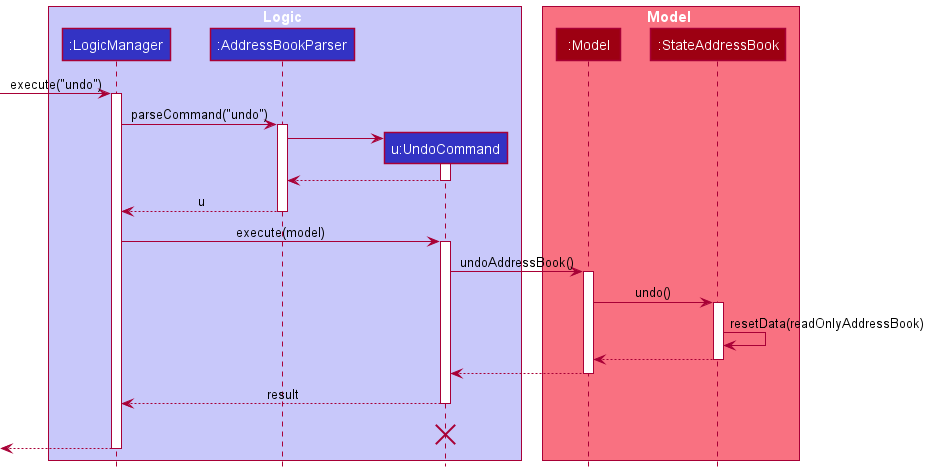 Logic
Model
:LogicManager
:AddressBookParser
:Model
:StateAddressBook
execute("undo")
parseCommand("undo")
u:UndoCommand
u
execute(model)
undoAddressBook()
undo()
resetData(readOnlyAddressBook)
result